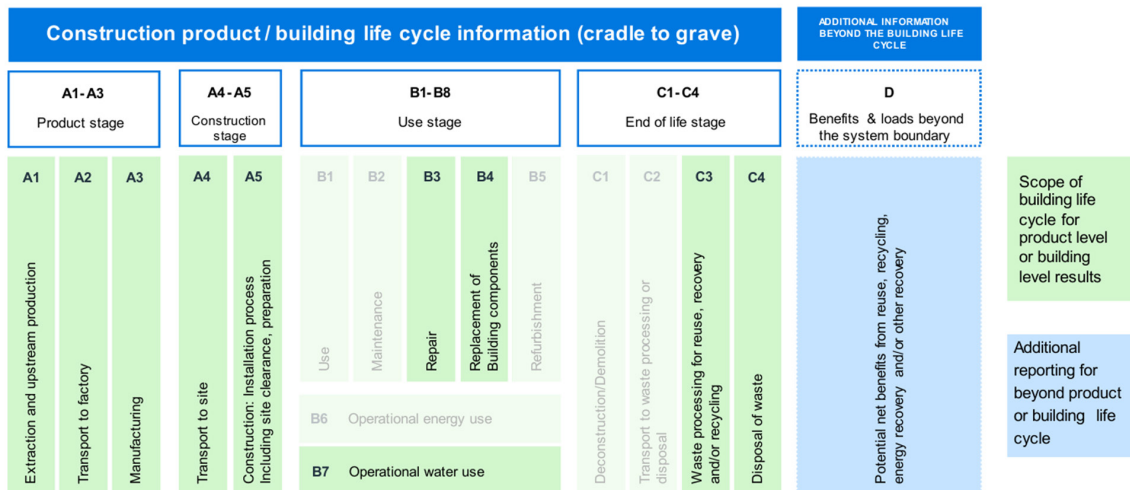 Construction product / building life cycle information (cradle to grave)
ADDITIONAL INFORMATION
BEYOND THE BUILDING LIFE
CYCLE
A1-A3
Product stage
A4-A5
Construction
stage
B1-B8
Use stage
C1-C4
End of life stage
D
Benefits & loads beyond
the system boundary
A1
Extraction and upstream production
A2
Transport to factory
A3
Manufacturing
A4
Transport to site
A5
Construction: Installation process
Including site clearance, preparation
B1
Use
B2
Maintenance
B3
Repair
B4
Replacement of
Building components
B5
Refurbishment
B6 Operational energy use
B7 Operational water use
C1
Deconstruction/Demolition
C2
Transport to waste processing or
disposal
C3
Waste processing for reuse, recovery
and/or recycling
C4
Disposal of waste
Potential net benefits from reuse, recycling,
energy recovery and/or other recovery
Scope of
building life
cycle for
product level
or building
level results
Additional
reporting for
beyond product
or building life
cycle